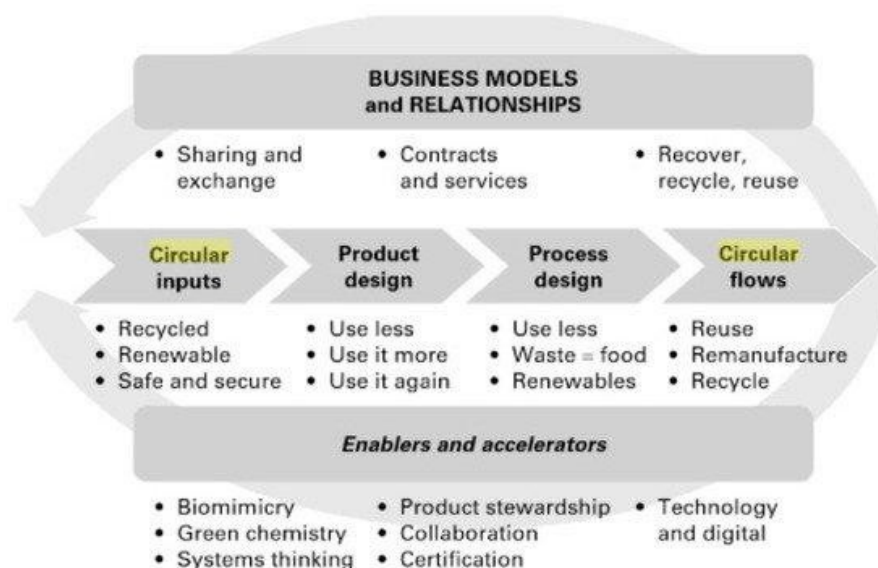 BUSINESS MODELS
and RELATIONSHIPS
• Sharing and exchange
• Contracts and services
• Recover, recycle, reuse
Circular inputs
Product design
Process design
Circular flows
• Recycled
• Renewable
• Safe and secure
• Use less
• Use it more
• Use it again
• Use less
• Waste = food
• Renewables
• Reuse
• Remanufacture
• Recycle
Enablers and accelerators
• Biomimicry
• Green chemistry
• Systems thinking
• Product stewardship
• Collaboration
• Certification
• Technology and digital